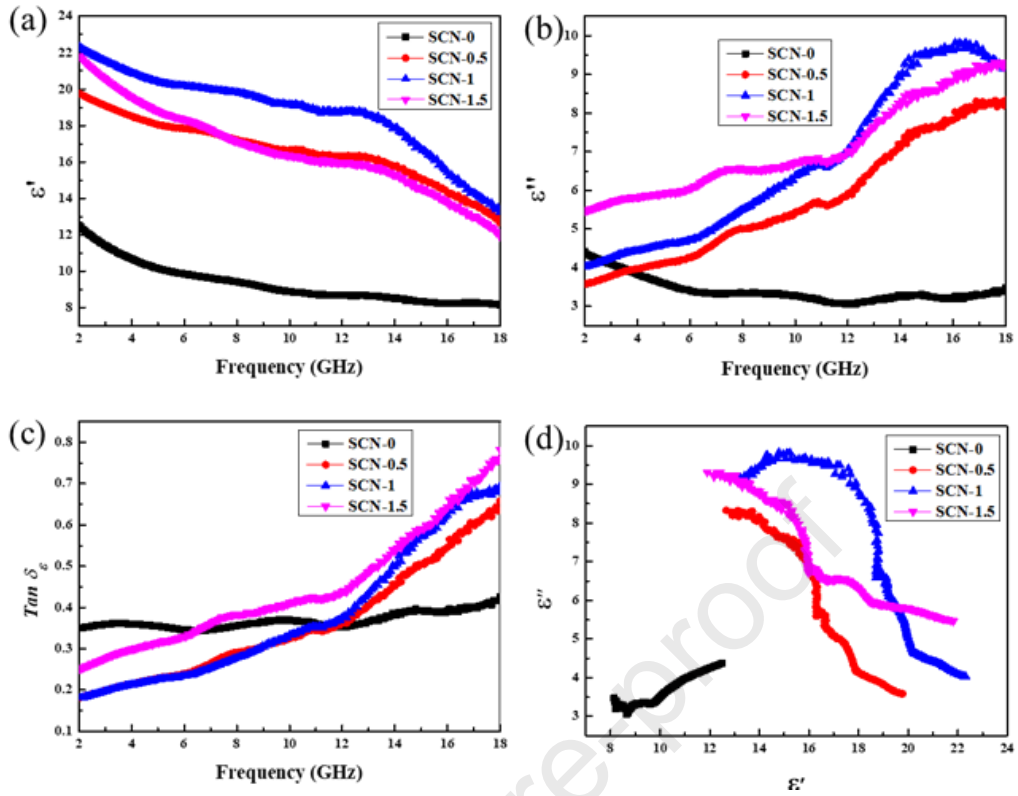 (a)
24
22
20
18
16
14
12
10
8
ε'
2 4 6 8 10 12 14 16 18
Frequency (GHz)
SCN-0
SCN-0.5
SCN-1
SCN-1.5
(b)
10
9
8
7
6
5
4
3
ε''
2 4 6 8 10 12 14 16 18
Frequency (GHz)
SCN-0
SCN-0.5
SCN-1
SCN-1.5
(c)
0.8
0.7
0.6
0.5
0.4
0.3
0.2
0.1
Tan δε
2 4 6 8 10 12 14 16 18
Frequency (GHz)
SCN-0
SCN-0.5
SCN-1
SCN-1.5
(d)
10
9
8
7
6
5
4
3
ε''
8 10 12 14 16 18 20 22 24
ε'
SCN-0
SCN-0.5
SCN-1
SCN-1.5
re-proof